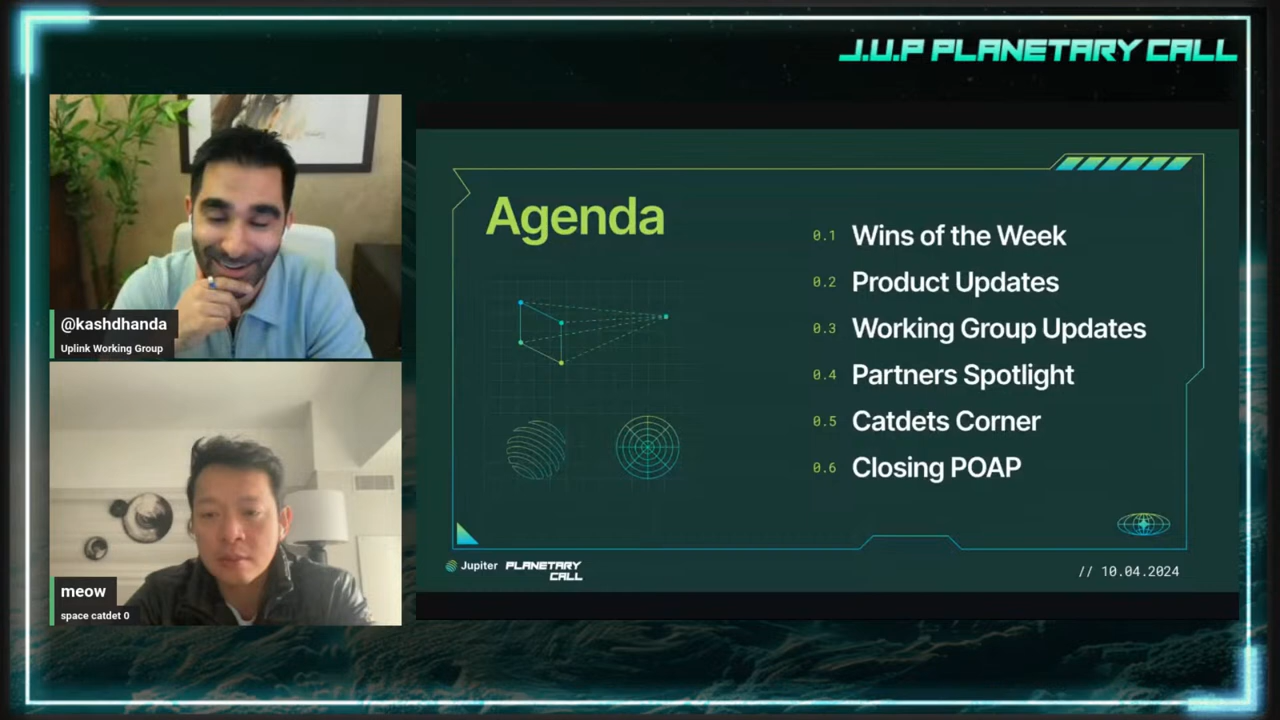 J.U.P PLANETARY CALL
@kashdhanda
Uplink Working Group
meow
space catdet 0
Agenda
0.1 Wins of the Week
0.2 Product Updates
0.3 Working Group Updates
0.4 Partners Spotlight
0.5 Catdets Corner
0.6 Closing POAP
Jupiter PLANETARY
CALL
// 10.04.2024